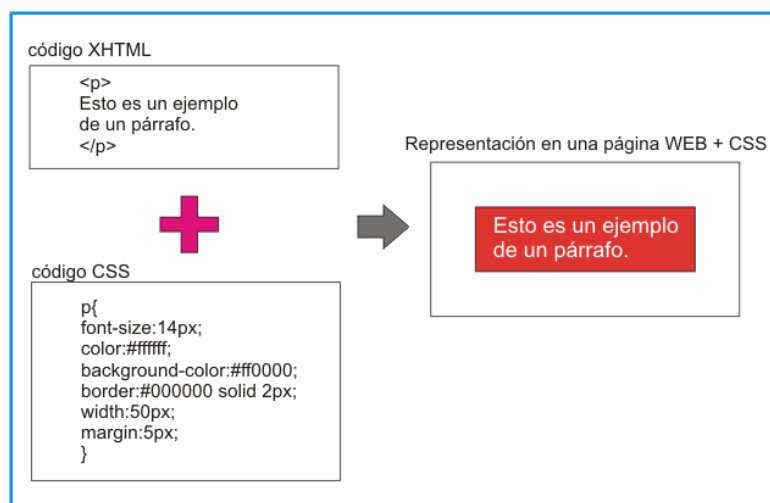 código XHTML
<p>
Esto es un ejemplo
de un párrafo.
</p>
código CSS
p{
font-size:14px;
color:#ffffff;
background-color:#ff0000;
border:#000000 solid 2px;
width:50px;
margin:5px;
}
Representación en una página WEB + CSS
Esto es un ejemplo
de un párrafo.